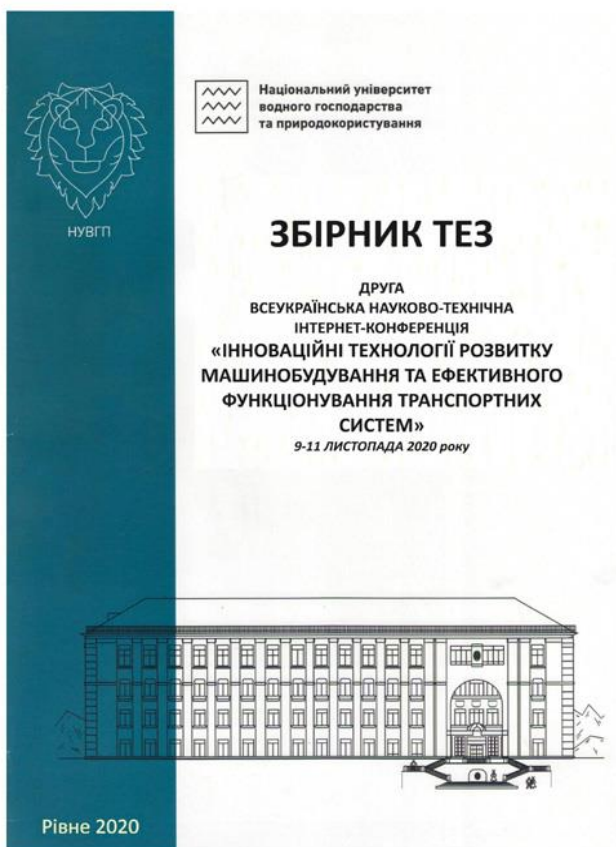 НУВГП
Національний університет
водного господарства
та природокористування
ЗБІРНИК ТЕЗ
ДРУГА
ВСЕУКРАЇНСЬКА НАУКОВО-ТЕХНІЧНА
ІНТЕРНЕТ-КОНФЕРЕНЦІЯ
«ІННОВАЦІЙНІ ТЕХНОЛОГІЇ РОЗВИТКУ
МАШИНОБУДУВАННЯ ТА ЕФЕКТИВНОГО
ФУНКЦІОНУВАННЯ ТРАНСПОРТНИХ
СИСТЕМ»
9-11 ЛИСТОПАДА 2020 року
Рівне 2020